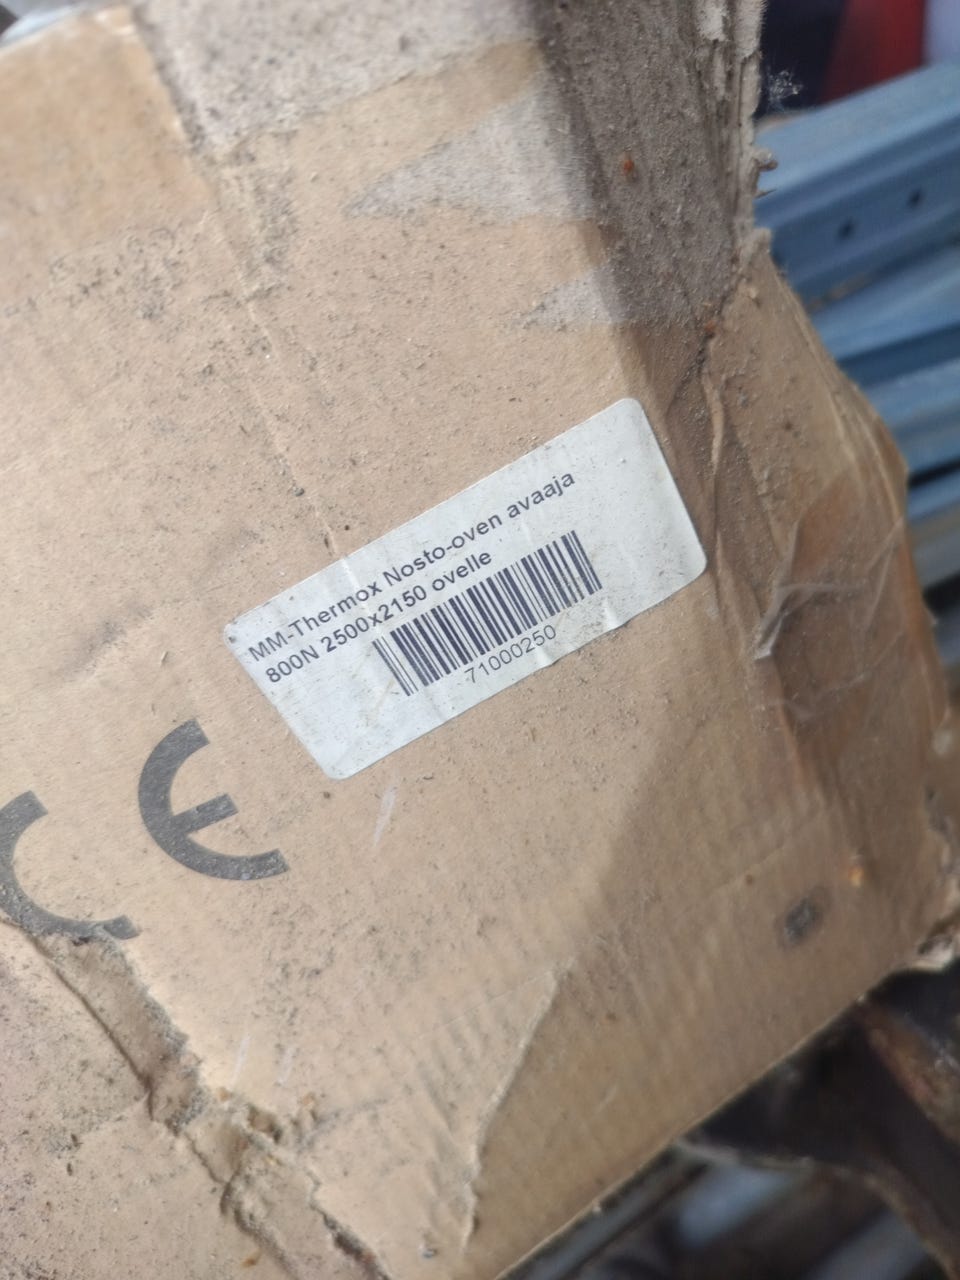 MM-Thermox Nosto-oven avaaja
800N 2500x2150 ovelle
71000250
CE